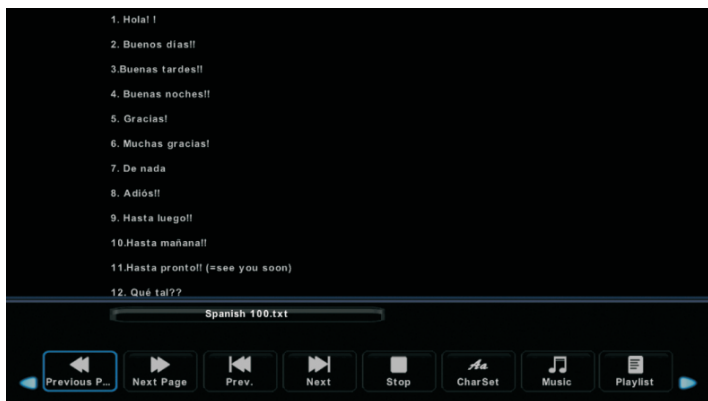 1. Hola! !
2. Buenos días!!
3.Buenas tardes!!
4. Buenas noches!!
5. Gracias!
6. Muchas gracias!
7. De nada
8. Adiós!!
9. Hasta luego!!
10.Hasta mañana!!
11.Hasta pronto!! (=see you soon)
12. Qué tal??
Spanish 100.txt
Previous P... Next Page Prev. Next Stop CharSet Music Playlist